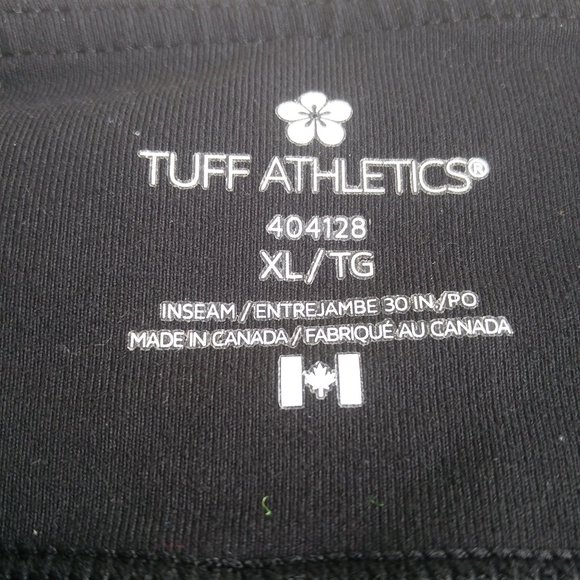 TUFF ATHLETICS®
404128
XL/TG
INSEAM / ENTREJAMBE 30 IN./PO
MADE IN CANADA / FABRIQUÉ AU CANADA